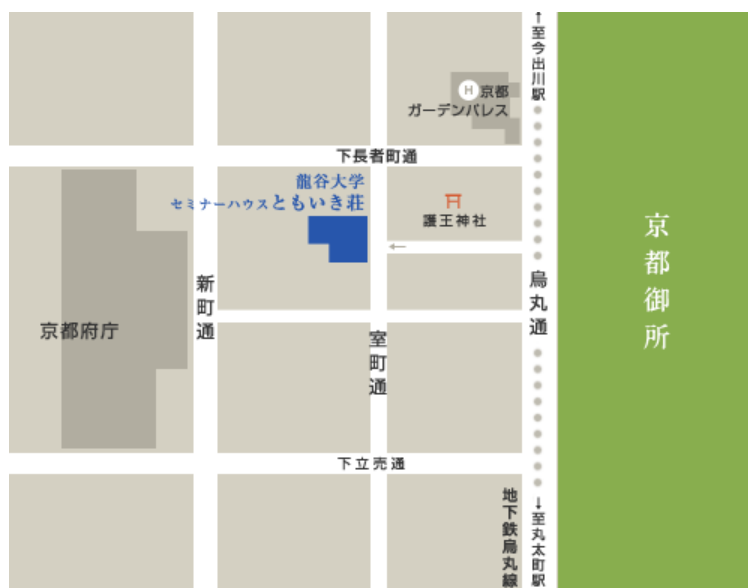 ↑至今出川駅
H 京都
ガーデンパレス
下長者町通
龍谷大学
セミナーハウスともいき荘
护王神社
←
京都御所
新町通
烏丸通
京都府庁
室町通
下立売通
地下鉄烏丸線
↓至丸太町駅